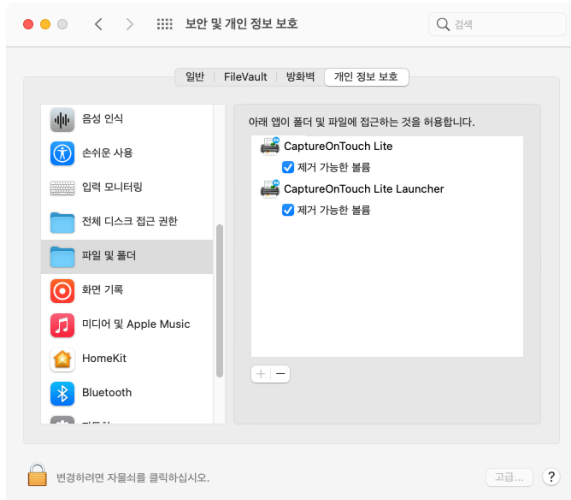 보안 및 개인 정보 보호
검색
일반
FileVault
방화벽
개인 정보 보호
음성 인식
손쉬운 사용
입력 모니터링
전체 디스크 접근 권한
파일 및 폴더
화면 기록
미디어 및 Apple Music
HomeKit
Bluetooth
아래 앱이 폴더 및 파일에 접근하는 것을 허용합니다.
CaptureOnTouch Lite
제거 가능한 볼륨
CaptureOnTouch Lite Launcher
제거 가능한 볼륨
변경하려면 자물쇠를 클릭하십시오.
고급...
?